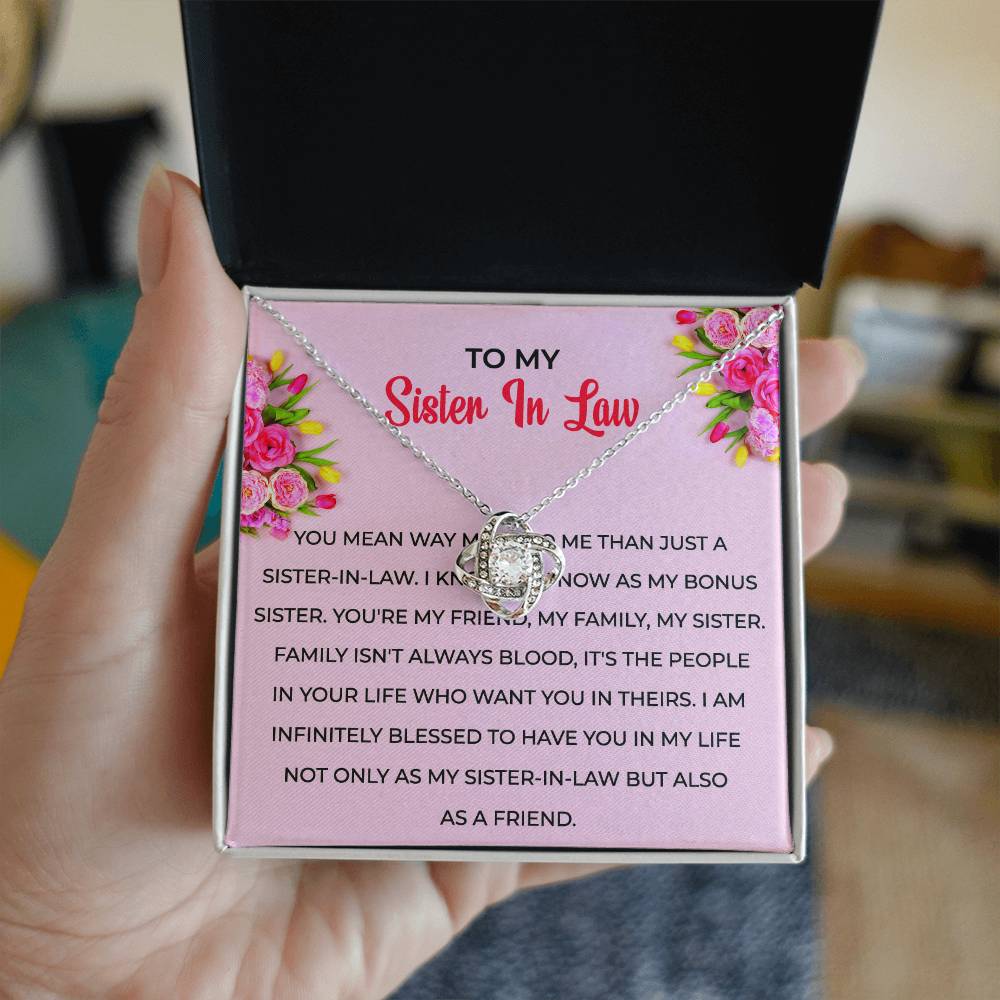 TO MY
Sister In Law
YOU MEAN WAY M O ME THAN JUST A
SISTER-IN-LAW. I KN NOW AS MY BONUS
SISTER. YOU'RE MY FRIEND, MY FAMILY, MY SISTER.
FAMILY ISN'T ALWAYS BLOOD, IT'S THE PEOPLE
IN YOUR LIFE WHO WANT YOU IN THEIRS. I AM
INFINITELY BLESSED TO HAVE YOU IN MY LIFE
NOT ONLY AS MY SISTER-IN-LAW BUT ALSO
AS A FRIEND.